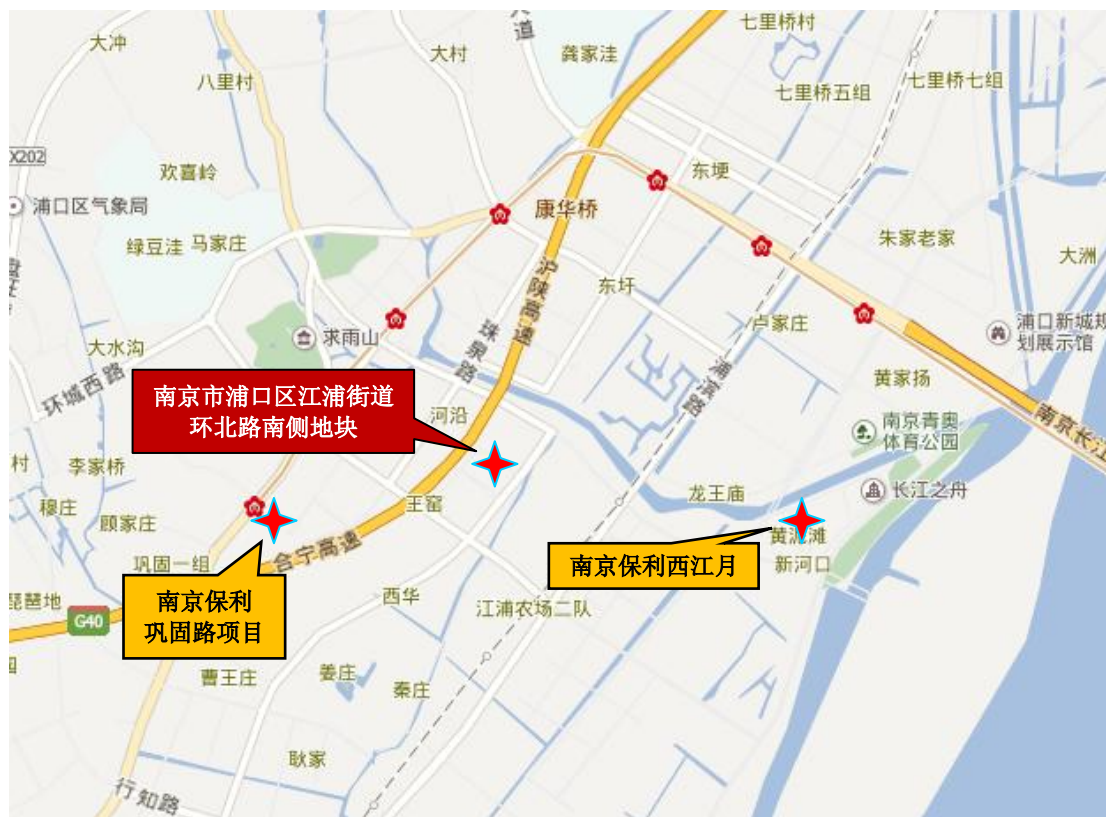 大冲
大村
大
道
龚家洼
七里桥村
八里村
七里桥五组
七里桥七组
X202
欢喜岭
东埂
浦口区气象局
康华桥
绿豆洼
马家庄
朱家老家
大洲
沪陕高速
东圩
求雨山
珠泉路
卢家庄
浦口新城规
划展示馆
大水沟
环城西路
浦滨路
黄家扬
南京市浦口区江浦街道
环北路南侧地块
河沿
南京青奥
体育公园
南京长江
村
李家桥
穆庄
顾家庄
王窑
龙王庙
长江之舟
巩固一组
合宁高速
南京保利西江月
新河口
琵琶地
G40
南京保利
巩固路项目
西华
江浦农场二队
曹王庄
姜庄
秦庄
耿家
行知路